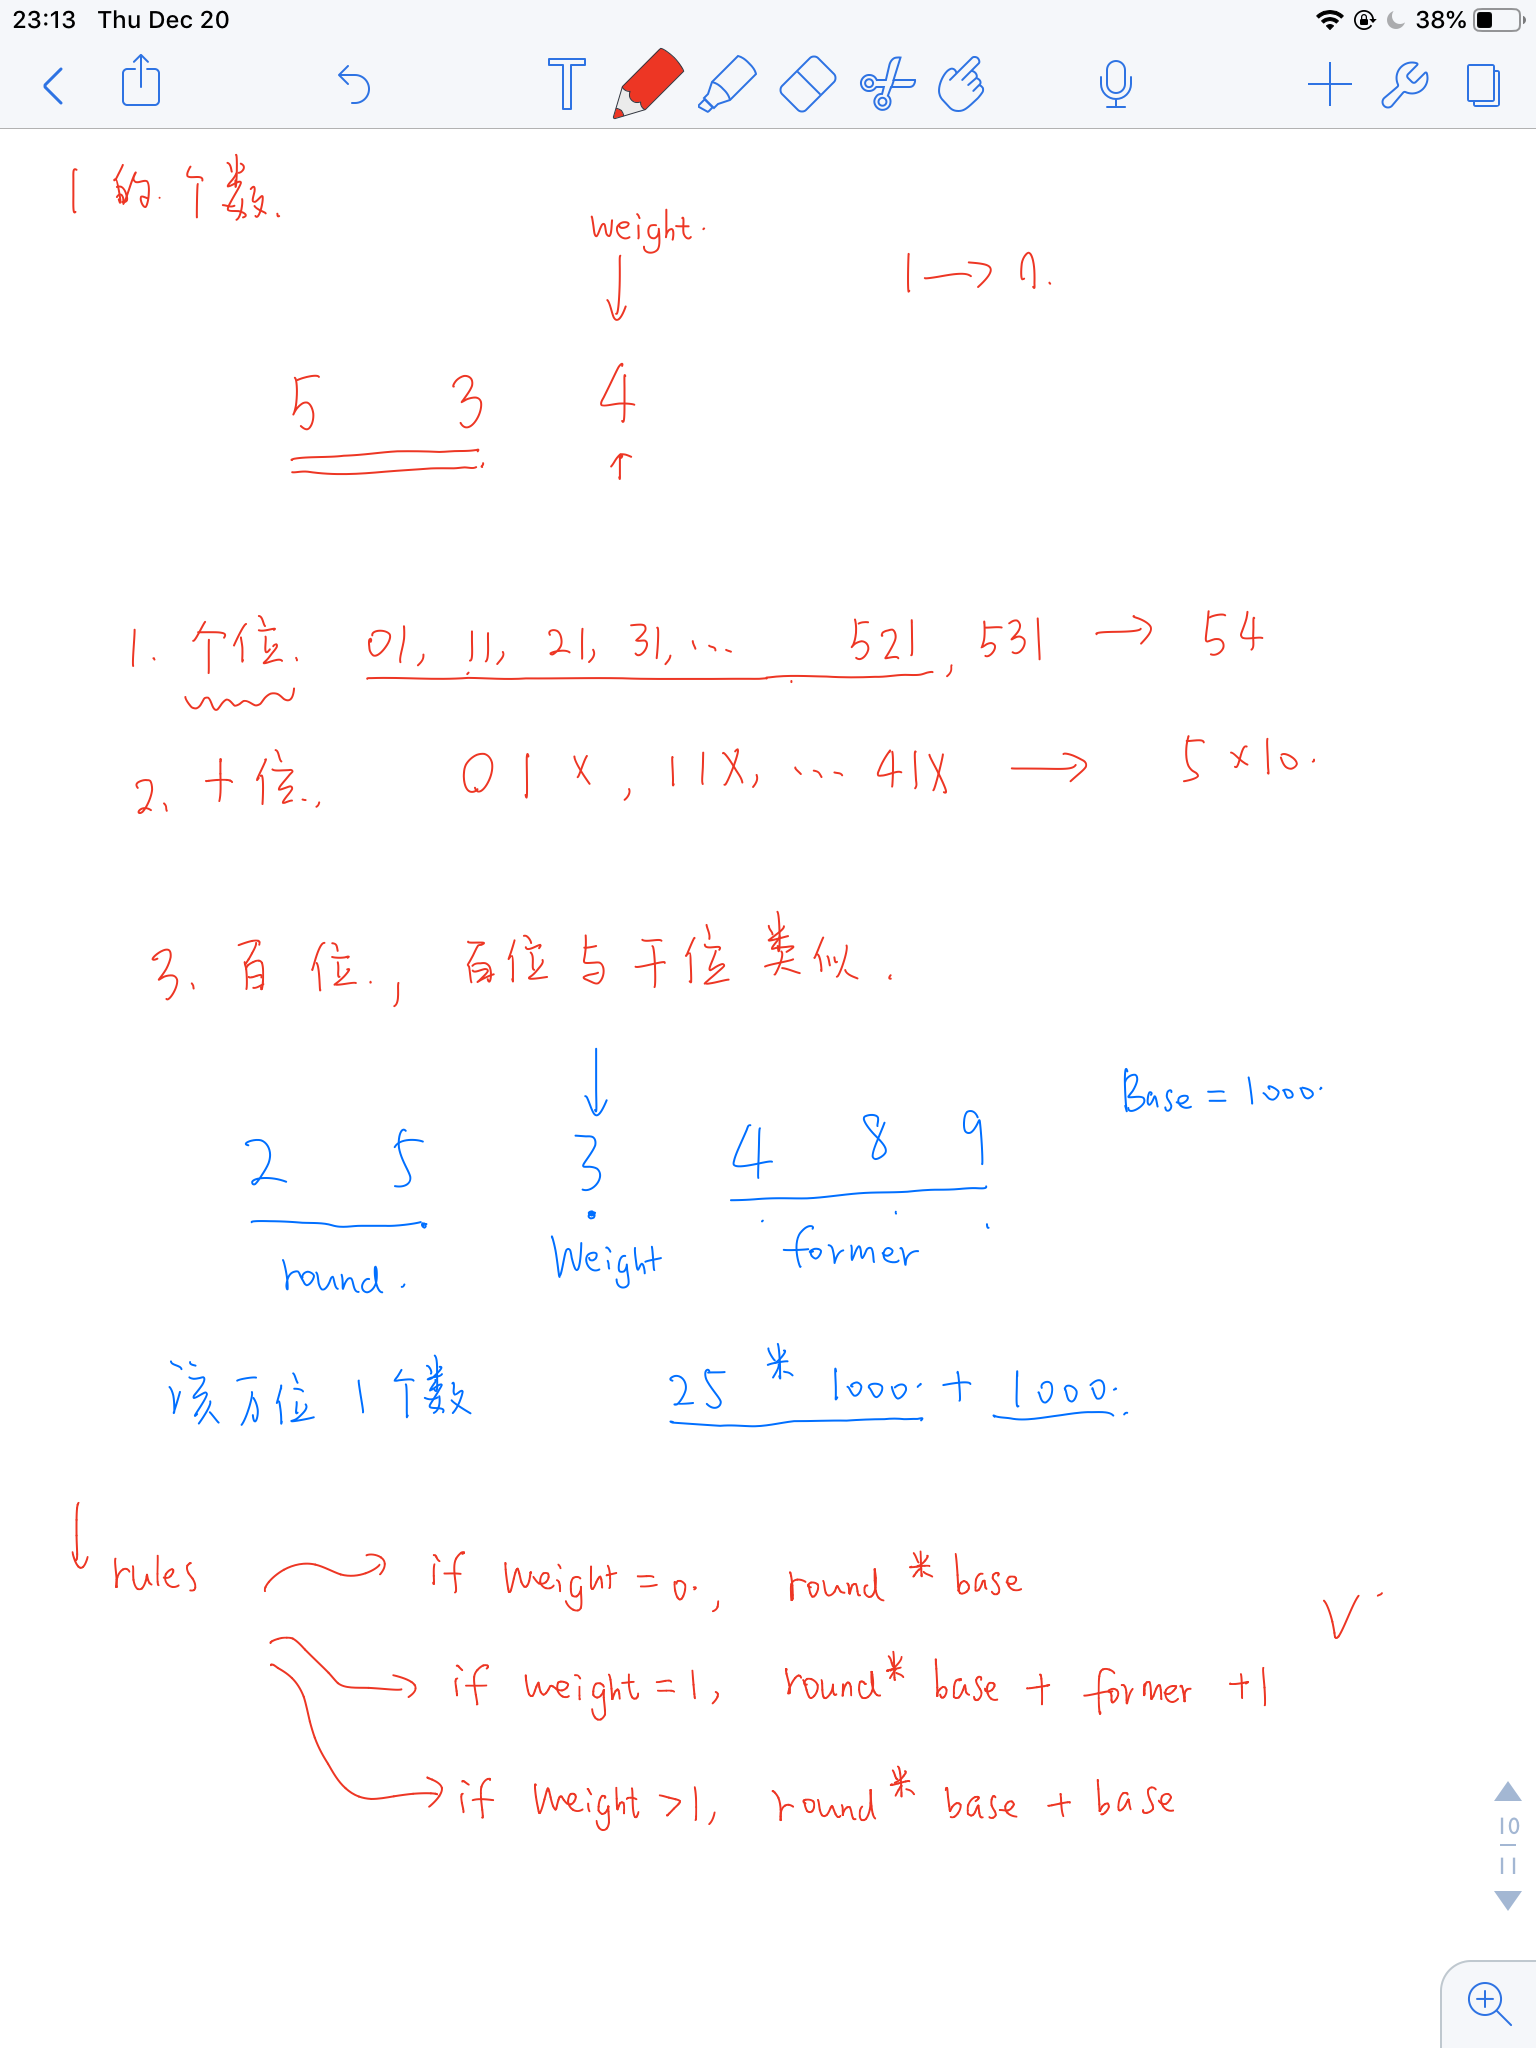 23:13 Thu Dec 20 38%
T
1 的 个数.
weight.
1 → n.
5 3 4
1. 个位. 01, 11, 21, 31, ... 521, 531 → 54
2. 十位., 01X, 11X, ... 41X → 5×10.
3. 百位., 百位与千位类似.
Base = 1000.
2 5 3 4 8 9
round. Weight former
该万位 1 个数 25 * 1000. + 1000.
rules → if weight = 0., round * base
→ if weight = 1, round * base + former + 1
→ if weight > 1, round * base + base
10
11